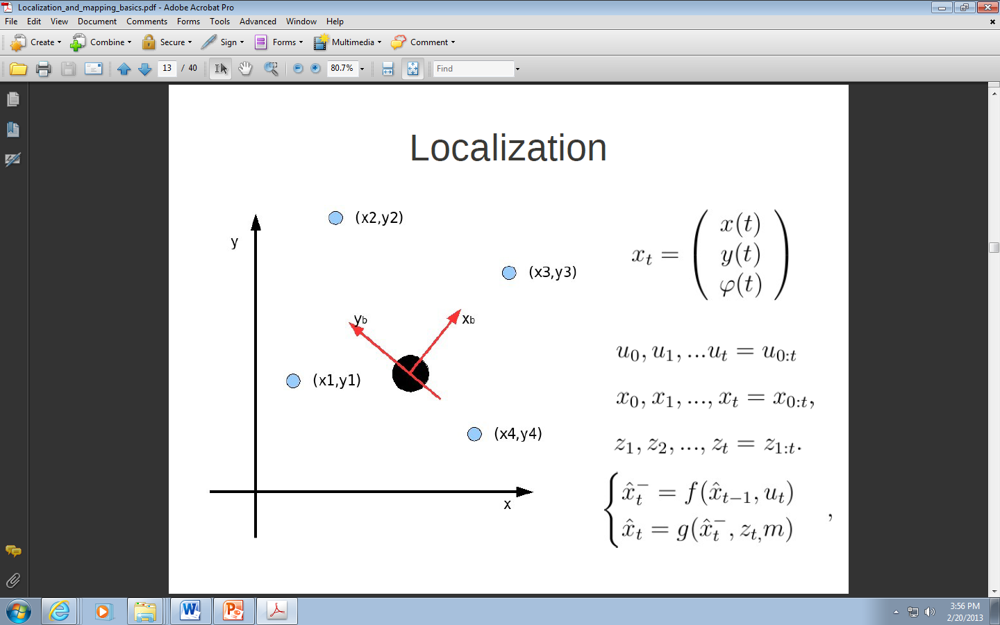 Localization_and_mapping_basics.pdf - Adobe Acrobat Pro
File Edit View Document Comments Forms Tools Advanced Window Help
Create Combine Secure Sign Forms Multimedia Comment
13 / 40 80.7% Find
Localization
y
(x2,y2)
(x3,y3)
yb
xb
(x1,y1)
(x4,y4)
x
x_t = ( x(t)
y(t)
φ(t) )
u_0, u_1, ...u_t = u_{0:t}
x_0, x_1, ..., x_t = x_{0:t},
z_1, z_2, ..., z_t = z_{1:t}.
{ x̂_t^- = f(x̂_{t-1}, u_t)
x̂_t = g(x̂_t^-, z_{t,}m) ,
3:56 PM
2/20/2013